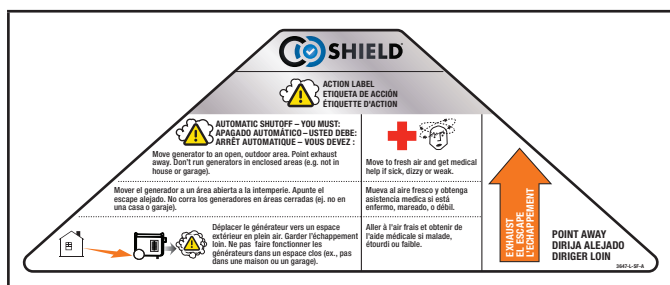 CO SHIELD®
ACTION LABEL
ETIQUETA DE ACCIÓN
ÉTIQUETTE D'ACTION
AUTOMATIC SHUTOFF – YOU MUST:
APAGADO AUTOMÁTICO – USTED DEBE:
ARRÊT AUTOMATIQUE – VOUS DEVEZ :
Move generator to an open, outdoor area. Point exhaust
away. Don't run generators in enclosed areas (e.g. not in
house or garage).
Move to fresh air and get medical
help if sick, dizzy or weak.
Mover el generador a un área abierta a la intemperie. Apunte el
escape alejado. No corra los generadores en áreas cerradas (ej. no en
una casa o garaje).
Mueva al aire fresco y obtenga
asistencia medica si está
enfermo, mareado, o débil.
Déplacer le générateur vers un espace
extérieur en plein air. Garder l'échappement
loin. Ne pas faire fonctionner les
générateurs dans un espace clos (ex., pas
dans une maison ou un garage).
Aller à l'air frais et obtenir de
l'aide médicale si malade,
étourdi ou faible.
EXHAUST
EL ESCAPE
L'ÉCHAPPEMENT
POINT AWAY
DIRIJA ALEJADO
DIRIGER LOIN
3647-L-SF-A